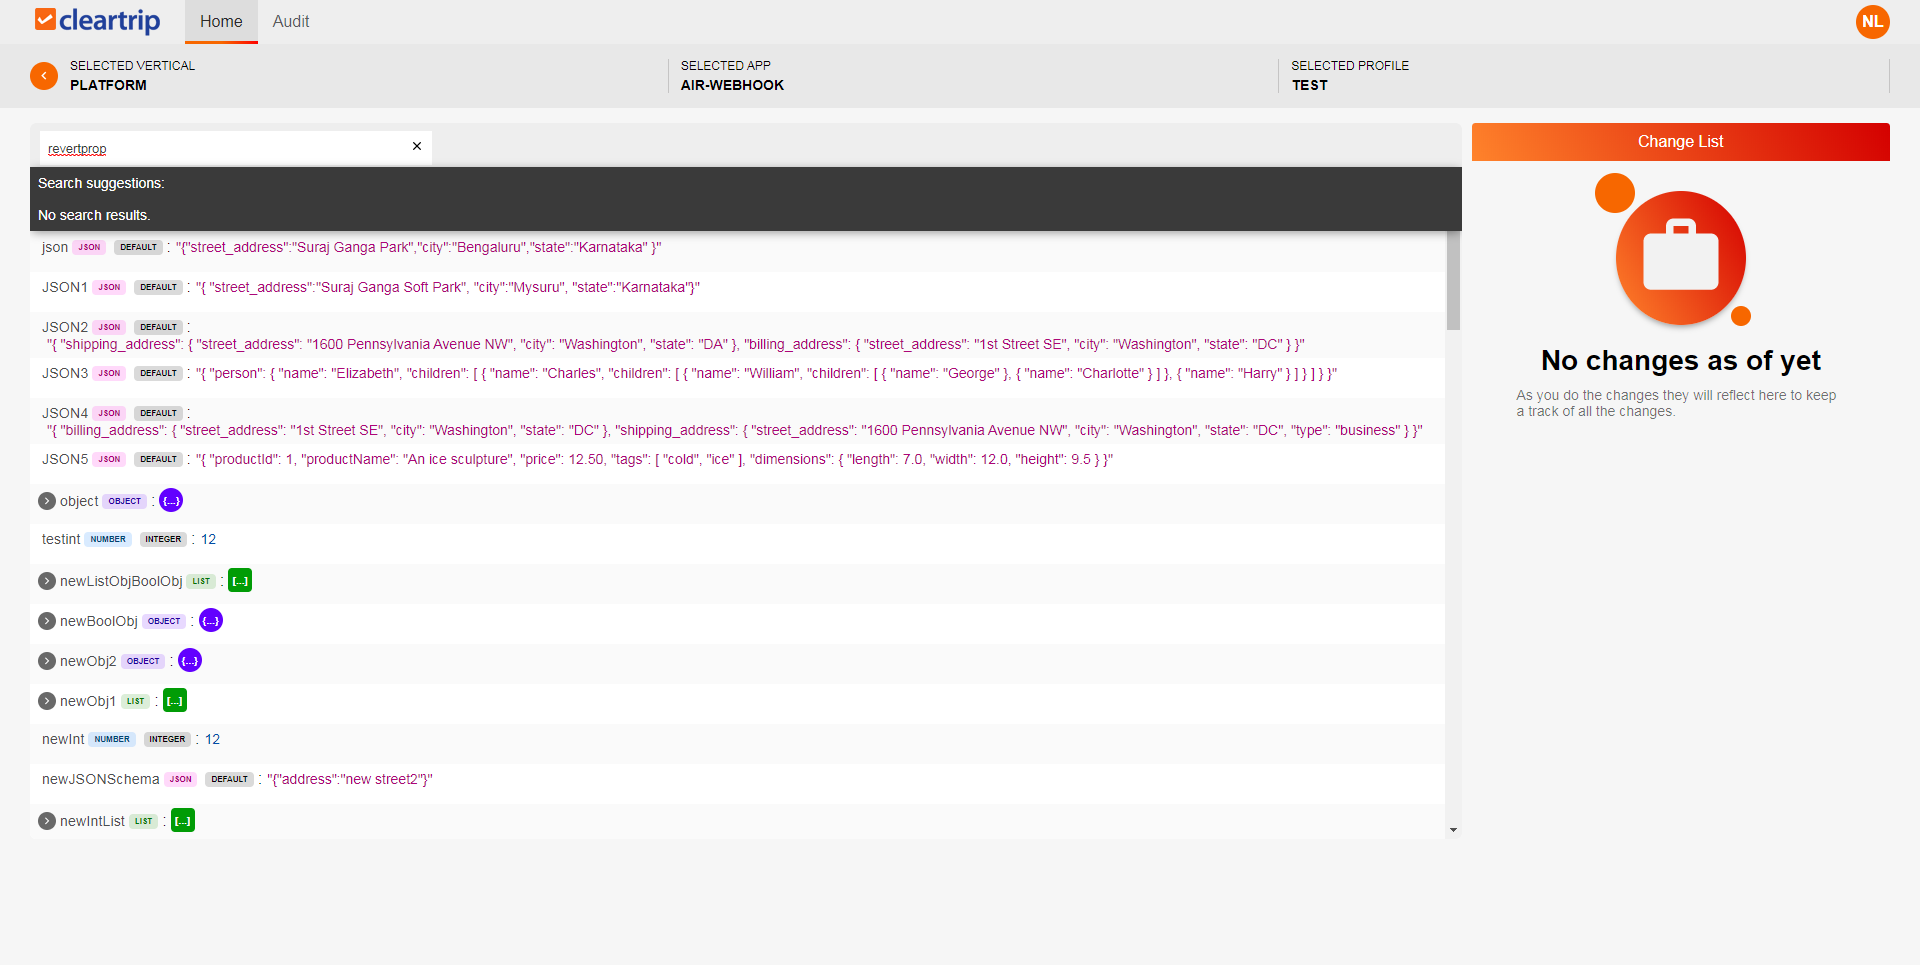 cleartrip
Home
Audit
NL
SELECTED VERTICAL
PLATFORM
SELECTED APP
AIR-WEBHOOK
SELECTED PROFILE
TEST
revertprop
Search suggestions:
No search results.
json JSON DEFAULT : "{"street_address":"Suraj Ganga Park","city":"Bengaluru","state":"Karnataka" }"
JSON1 JSON DEFAULT : "{ "street_address":"Suraj Ganga Soft Park", "city":"Mysuru", "state":"Karnataka"}"
JSON2 JSON DEFAULT :
"{ "shipping_address": { "street_address": "1600 Pennsylvania Avenue NW", "city": "Washington", "state": "DA" }, "billing_address": { "street_address": "1st Street SE", "city": "Washington", "state": "DC" } }"
JSON3 JSON DEFAULT : "{ "person": { "name": "Elizabeth", "children": [ { "name": "Charles", "children": [ { "name": "William", "children": [ { "name": "George" }, { "name": "Charlotte" } ] }, { "name": "Harry" } ] } ] } }"
JSON4 JSON DEFAULT :
"{ "billing_address": { "street_address": "1st Street SE", "city": "Washington", "state": "DC" }, "shipping_address": { "street_address": "1600 Pennsylvania Avenue NW", "city": "Washington", "state": "DC", "type": "business" } }"
JSON5 JSON DEFAULT : "{ "productId": 1, "productName": "An ice sculpture", "price": 12.50, "tags": [ "cold", "ice" ], "dimensions": { "length": 7.0, "width": 12.0, "height": 9.5 } }"
object OBJECT : {...}
testint NUMBER INTEGER : 12
newListObjBoolObj LIST : [...]
newBoolObj OBJECT : {...}
newObj2 OBJECT : {...}
newObj1 LIST : [...]
newInt NUMBER INTEGER : 12
newJSONSchema JSON DEFAULT : "{"address":"new street2"}"
newIntList LIST : [...]
Change List
No changes as of yet
As you do the changes they will reflect here to keep
a track of all the changes.